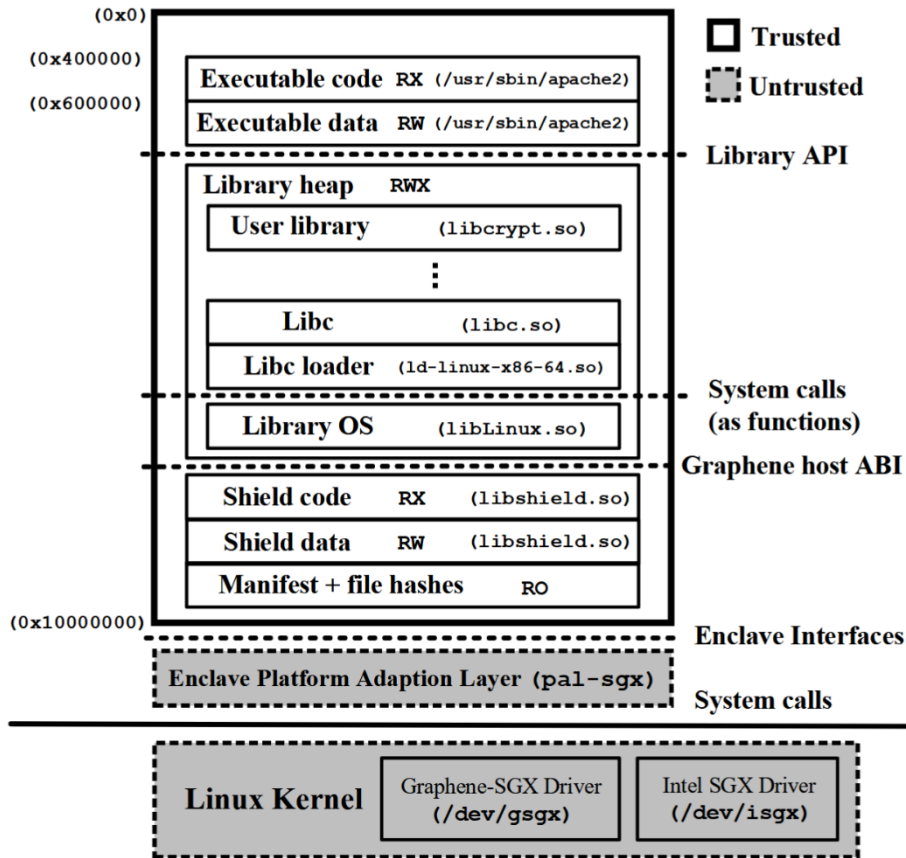 (0x0)
(0x400000)
Executable code RX (/usr/sbin/apache2)
(0x600000)
Executable data RW (/usr/sbin/apache2)
Trusted
Untrusted
Library API
Library heap RWX
User library (libcrypt.so)
Libc (libc.so)
Libc loader (ld-linux-x86-64.so)
System calls
(as functions)
Library OS (libLinux.so)
Graphene host ABI
Shield code RX (libshield.so)
Shield data RW (libshield.so)
Manifest + file hashes RO
(0x10000000)
Enclave Interfaces
Enclave Platform Adaption Layer (pal-sgx)
System calls
Linux Kernel
Graphene-SGX Driver
(/dev/gsgx)
Intel SGX Driver
(/dev/isgx)